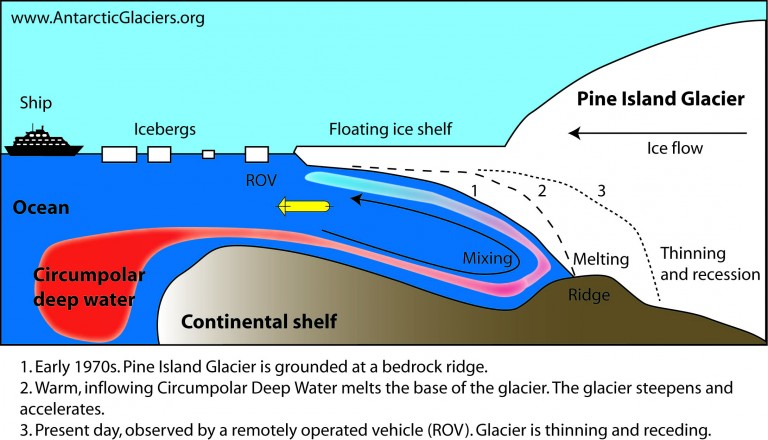 www.AntarcticGlaciers.org
Ship
Icebergs
Floating ice shelf
Pine Island Glacier
Ice flow
ROV
Ocean
1
2
3
Mixing
Melting
Thinning
and recession
Circumpolar
deep water
Ridge
Continental shelf
1. Early 1970s. Pine Island Glacier is grounded at a bedrock ridge.
2. Warm, inflowing Circumpolar Deep Water melts the base of the glacier. The glacier steepens and
accelerates.
3. Present day, observed by a remotely operated vehicle (ROV). Glacier is thinning and receding.